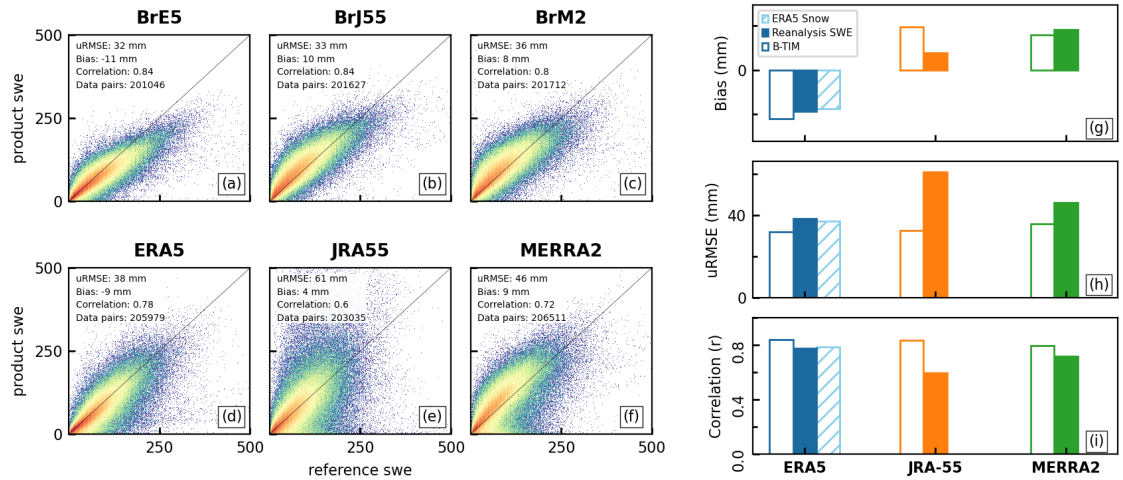 BrE5
BrJ55
BrM2
500
250
0
product swe
uRMSE: 32 mm
Bias: -11 mm
Correlation: 0.84
Data pairs: 201046
(a)
uRMSE: 33 mm
Bias: 10 mm
Correlation: 0.84
Data pairs: 201627
(b)
uRMSE: 36 mm
Bias: 8 mm
Correlation: 0.8
Data pairs: 201712
(c)
ERA5
JRA55
MERRA2
500
250
0
product swe
uRMSE: 38 mm
Bias: -9 mm
Correlation: 0.78
Data pairs: 205979
(d)
uRMSE: 61 mm
Bias: 4 mm
Correlation: 0.6
Data pairs: 203035
(e)
uRMSE: 46 mm
Bias: 9 mm
Correlation: 0.72
Data pairs: 206511
(f)
250
500
250
500
250
500
reference swe
ERA5 Snow
Reanalysis SWE
B-TIM
0
Bias (mm)
(g)
40
0
uRMSE (mm)
(h)
0.8
0.4
0.0
Correlation (r)
(i)
ERA5
JRA-55
MERRA2